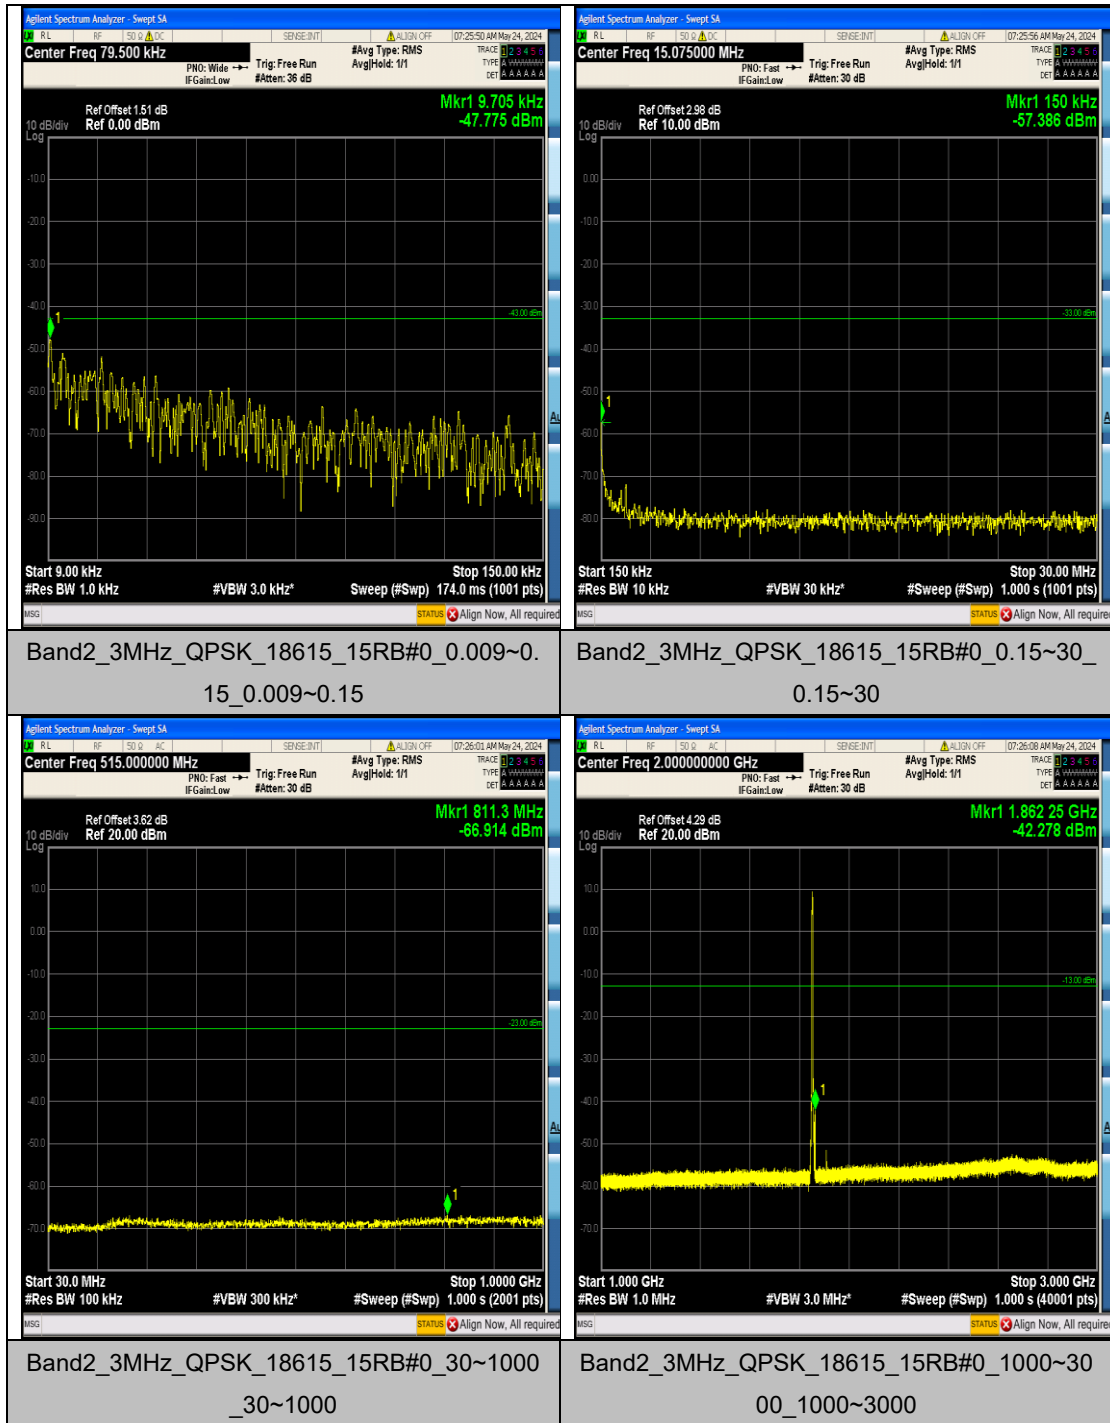 Agilent Spectrum Analyzer - Swept SA
RL RF 50 Ω DC SENSE:INT ALIGN OFF 07:25:50 AM May 24, 2024
Center Freq 79.500 kHz
PNO: Wide
IFGain:Low
Trig: Free Run
#Atten: 36 dB
#Avg Type: RMS
Avg|Hold: 1/1
TRACE 1 2 3 4 5 6
TYPE A
DET A A A A A A
Mkr1 9.705 kHz
-47.775 dBm
Ref Offset 1.51 dB
10 dB/div Ref 0.00 dBm
Log
-10.0
-20.0
-30.0
-40.0
-43.00 dBm
1
-50.0
-60.0
-70.0
-80.0
-90.0
Start 9.00 kHz Stop 150.00 kHz
#Res BW 1.0 kHz #VBW 3.0 kHz* Sweep (#Swp) 174.0 ms (1001 pts)
MSG STATUS Align Now, All required
Agilent Spectrum Analyzer - Swept SA
RL RF 50 Ω DC SENSE:INT ALIGN OFF 07:25:56 AM May 24, 2024
Center Freq 15.075000 MHz
PNO: Fast
IFGain:Low
Trig: Free Run
#Atten: 30 dB
#Avg Type: RMS
Avg|Hold: 1/1
TRACE 1 2 3 4 5 6
TYPE A
DET A A A A A A
Mkr1 150 kHz
-57.386 dBm
Ref Offset 2.98 dB
10 dB/div Ref 10.00 dBm
Log
0.00
-10.0
-20.0
-30.0
-33.00 dBm
-40.0
-50.0
1
-60.0
-70.0
-80.0
Start 150 kHz Stop 30.00 MHz
#Res BW 10 kHz #VBW 30 kHz* Sweep (#Swp) 1.000 s (1001 pts)
MSG STATUS Align Now, All required
Band2_3MHz_QPSK_18615_15RB#0_0.009~0.
15_0.009~0.15
Band2_3MHz_QPSK_18615_15RB#0_0.15~30_
0.15~30
Agilent Spectrum Analyzer - Swept SA
RL RF 50 Ω AC SENSE:INT ALIGN OFF 07:26:01 AM May 24, 2024
Center Freq 515.000000 MHz
PNO: Fast
IFGain:Low
Trig: Free Run
#Atten: 30 dB
#Avg Type: RMS
Avg|Hold: 1/1
TRACE 1 2 3 4 5 6
TYPE A
DET A A A A A A
Mkr1 811.3 MHz
-66.914 dBm
Ref Offset 3.62 dB
10 dB/div Ref 20.00 dBm
Log
10.0
0.00
-10.0
-20.0
-23.00 dBm
-30.0
-40.0
-50.0
-60.0
1
-70.0
Start 30.0 MHz Stop 1.0000 GHz
#Res BW 100 kHz #VBW 300 kHz* #Sweep (#Swp) 1.000 s (2001 pts)
MSG STATUS Align Now, All required
Agilent Spectrum Analyzer - Swept SA
RL RF 50 Ω AC SENSE:INT ALIGN OFF 07:26:08 AM May 24, 2024
Center Freq 2.000000000 GHz
PNO: Fast
IFGain:Low
Trig: Free Run
#Atten: 30 dB
#Avg Type: RMS
Avg|Hold: 1/1
TRACE 1 2 3 4 5 6
TYPE A
DET A A A A A A
Mkr1 1.862 25 GHz
-42.278 dBm
Ref Offset 4.29 dB
10 dB/div Ref 20.00 dBm
Log
10.0
0.00
-10.0
-13.00 dBm
-20.0
-30.0
-40.0
1
-50.0
-60.0
-70.0
Start 1.000 GHz Stop 3.000 GHz
#Res BW 1.0 MHz #VBW 3.0 MHz* #Sweep (#Swp) 1.000 s (40001 pts)
MSG STATUS Align Now, All required
Band2_3MHz_QPSK_18615_15RB#0_30~1000
_30~1000
Band2_3MHz_QPSK_18615_15RB#0_1000~30
00_1000~3000